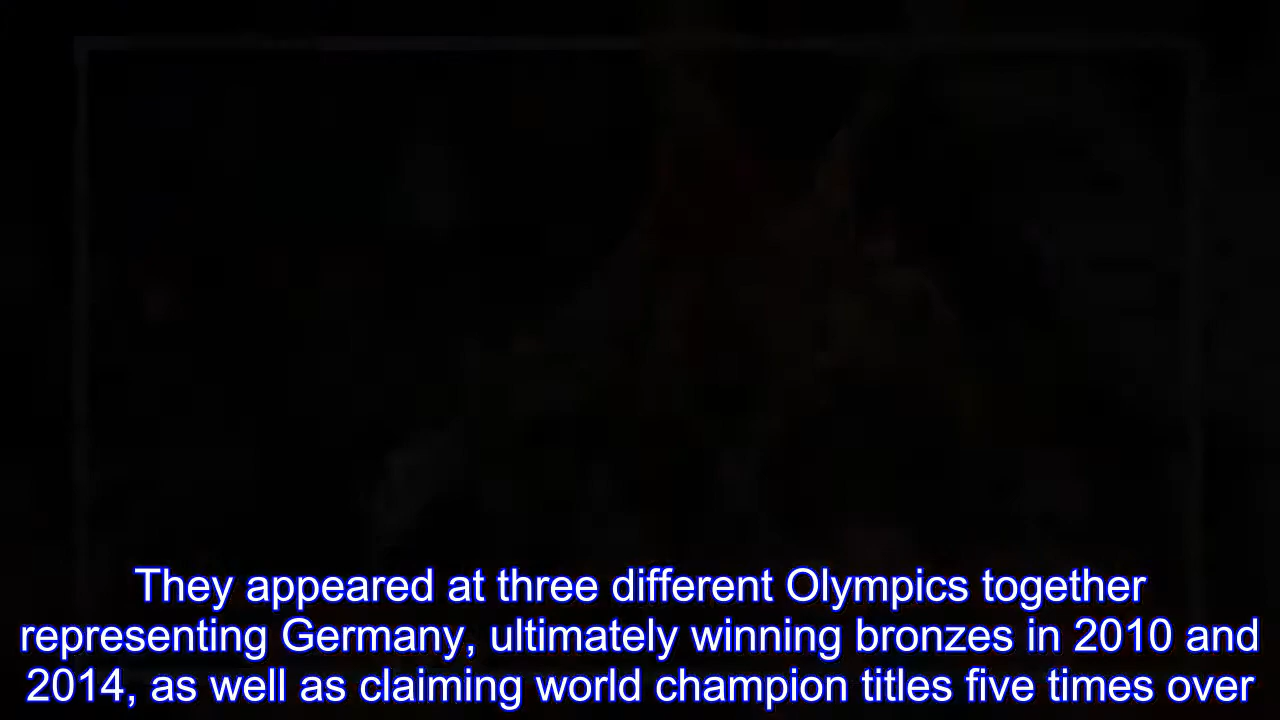 They appeared at three different Olympics together
representing Germany, ultimately winning bronzes in 2010 and
2014, as well as claiming world champion titles five times over